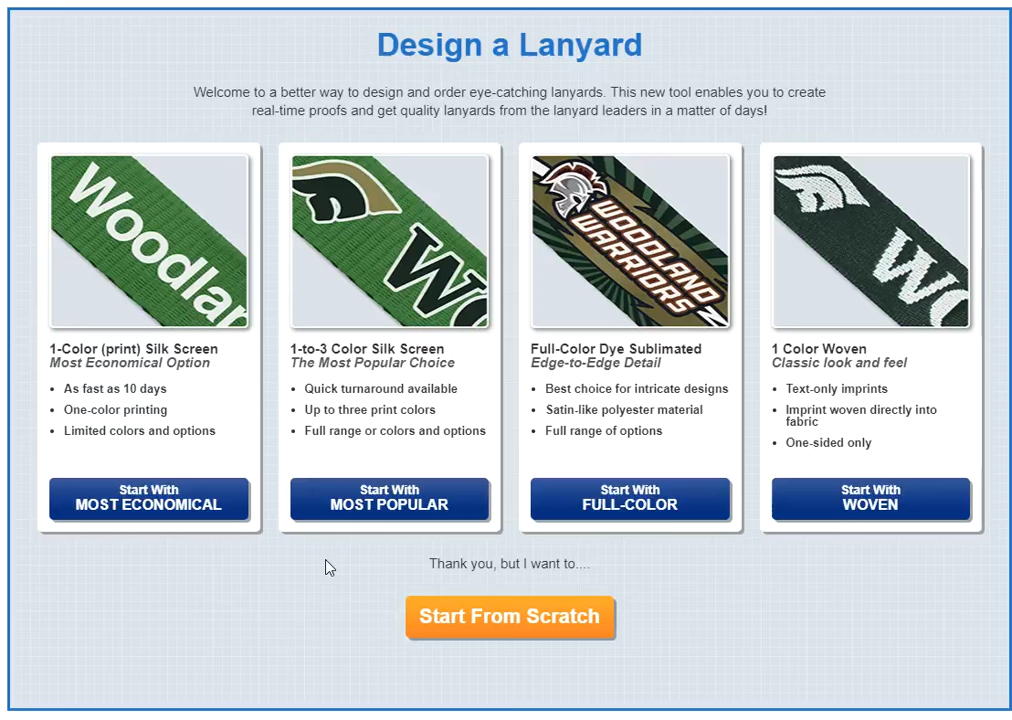 Design a Lanyard
Welcome to a better way to design and order eye-catching lanyards. This new tool enables you to create
real-time proofs and get quality lanyards from the lanyard leaders in a matter of days!
Woodlan
1-Color (print) Silk Screen
Most Economical Option
As fast as 10 days
One-color printing
Limited colors and options
Start With
MOST ECONOMICAL
WO
1-to-3 Color Silk Screen
The Most Popular Choice
Quick turnaround available
Up to three print colors
Full range or colors and options
Start With
MOST POPULAR
WOODLAND
WARRIORS
Full-Color Dye Sublimated
Edge-to-Edge Detail
Best choice for intricate designs
Satin-like polyester material
Full range of options
Start With
FULL-COLOR
WO
1 Color Woven
Classic look and feel
Text-only imprints
Imprint woven directly into
fabric
One-sided only
Start With
WOVEN
Thank you, but I want to....
Start From Scratch